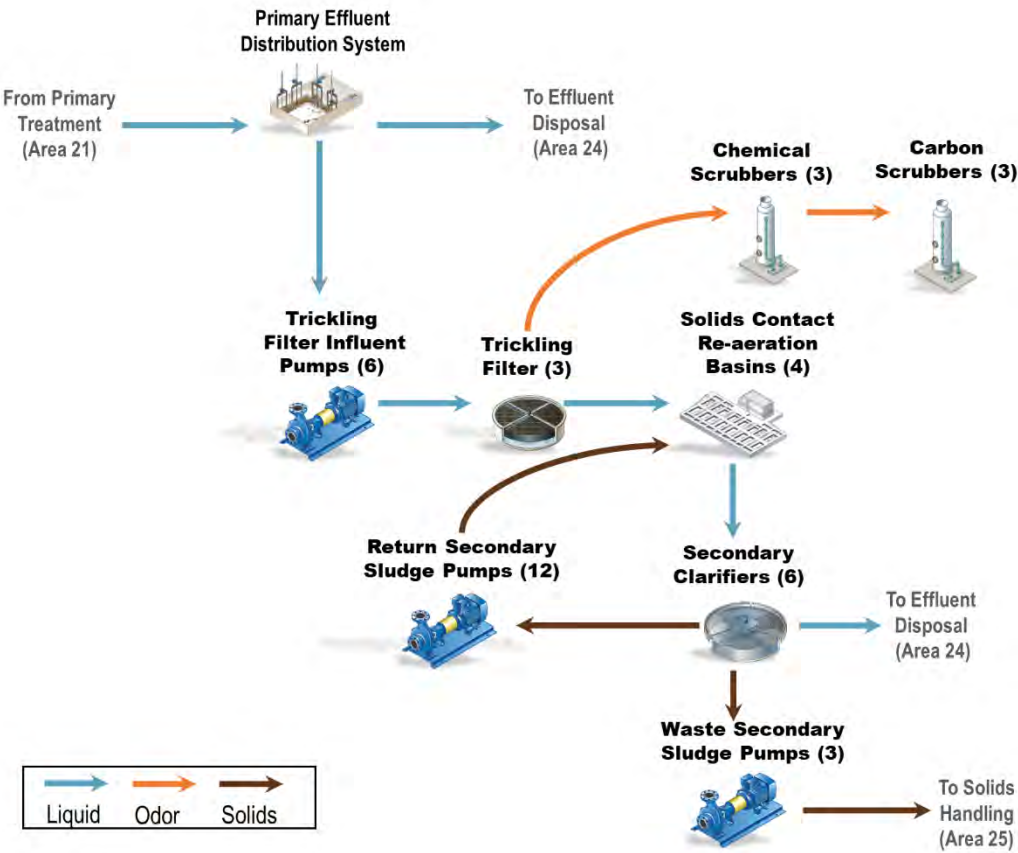 Primary Effluent
Distribution System
From Primary
Treatment
(Area 21)
To Effluent
Disposal
(Area 24)
Chemical
Scrubbers (3)
Carbon
Scrubbers (3)
Trickling
Filter Influent
Pumps (6)
Trickling
Filter (3)
Solids Contact
Re-aeration
Basins (4)
Return Secondary
Sludge Pumps (12)
Secondary
Clarifiers (6)
To Effluent
Disposal
(Area 24)
Waste Secondary
Sludge Pumps (3)
To Solids
Handling
(Area 25)
Liquid Odor Solids